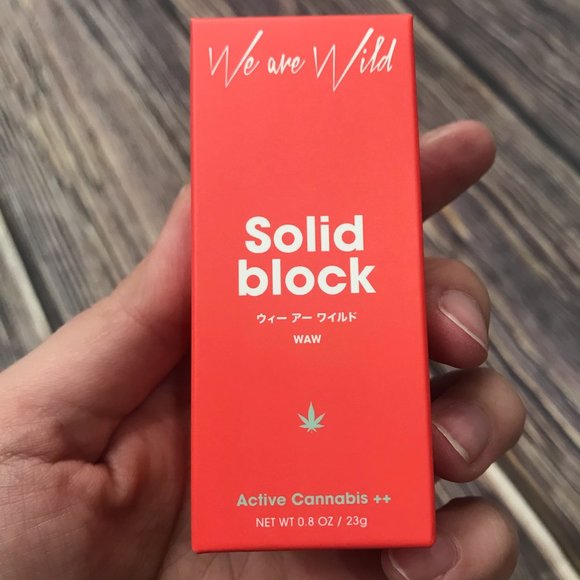 We are Wild
Solid
block
ウィー アー ワイルド
WAW
Active Cannabis ++
NET WT 0.8 OZ / 23g